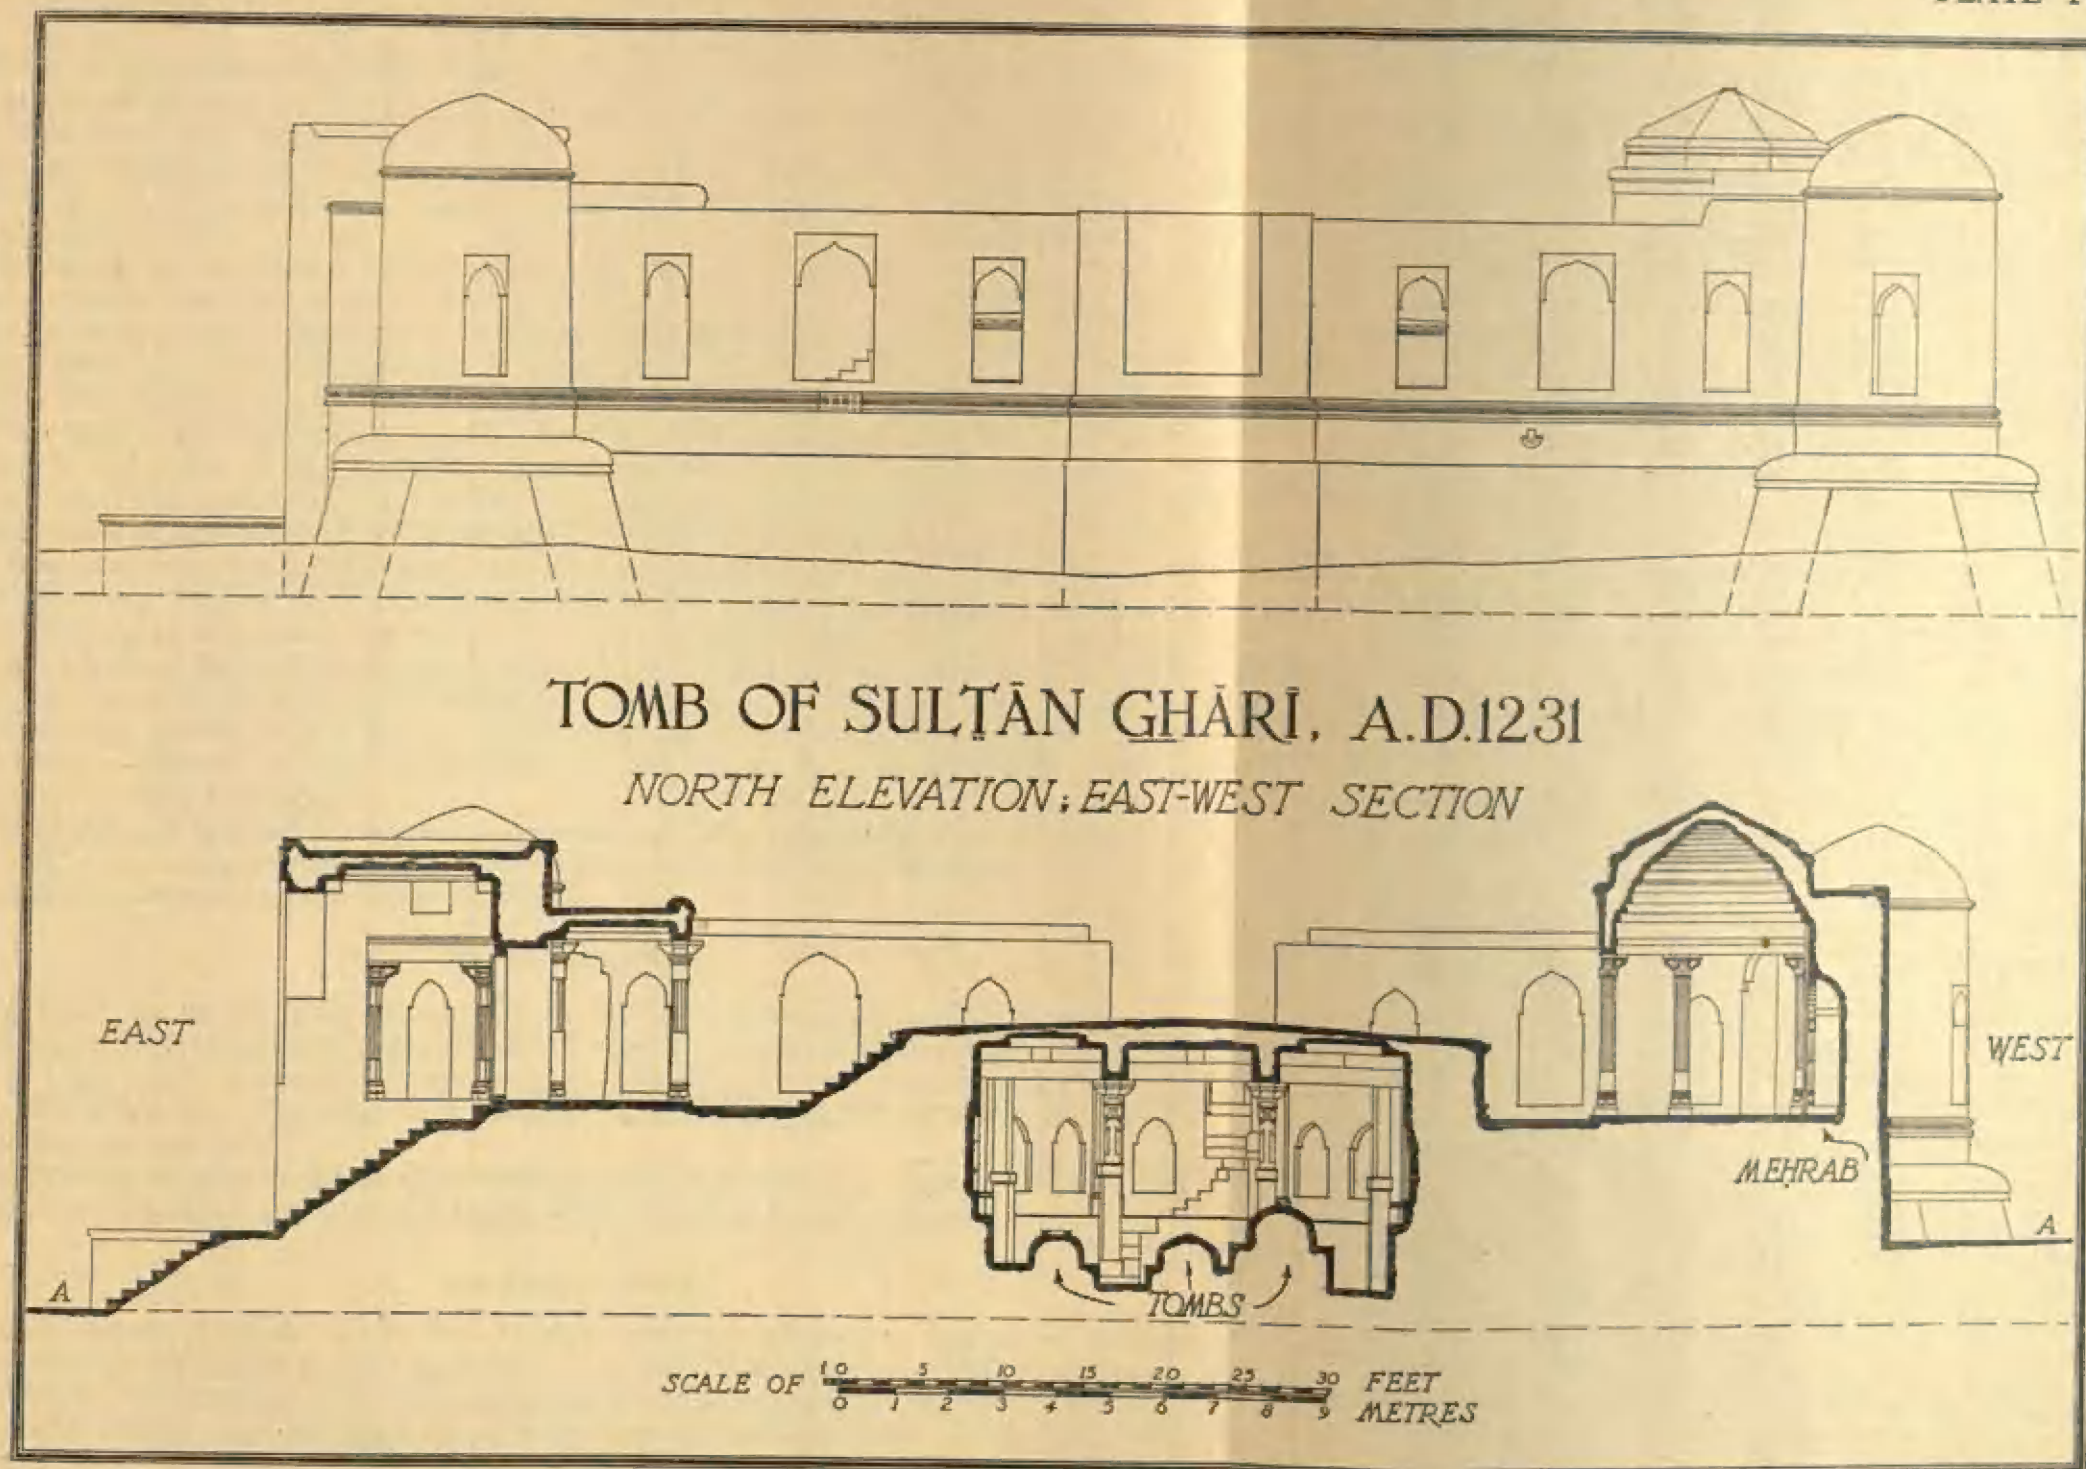 TOMB OF SULṬĀN G̲H̲ĀRĪ, A.D.1231
NORTH ELEVATION; EAST-WEST SECTION
EAST
WEST
MEḤRAB
A
A
TOMBS
SCALE OF 1 0 5 10 15 20 25 30 FEET
0 1 2 3 4 5 6 7 8 9 METRES